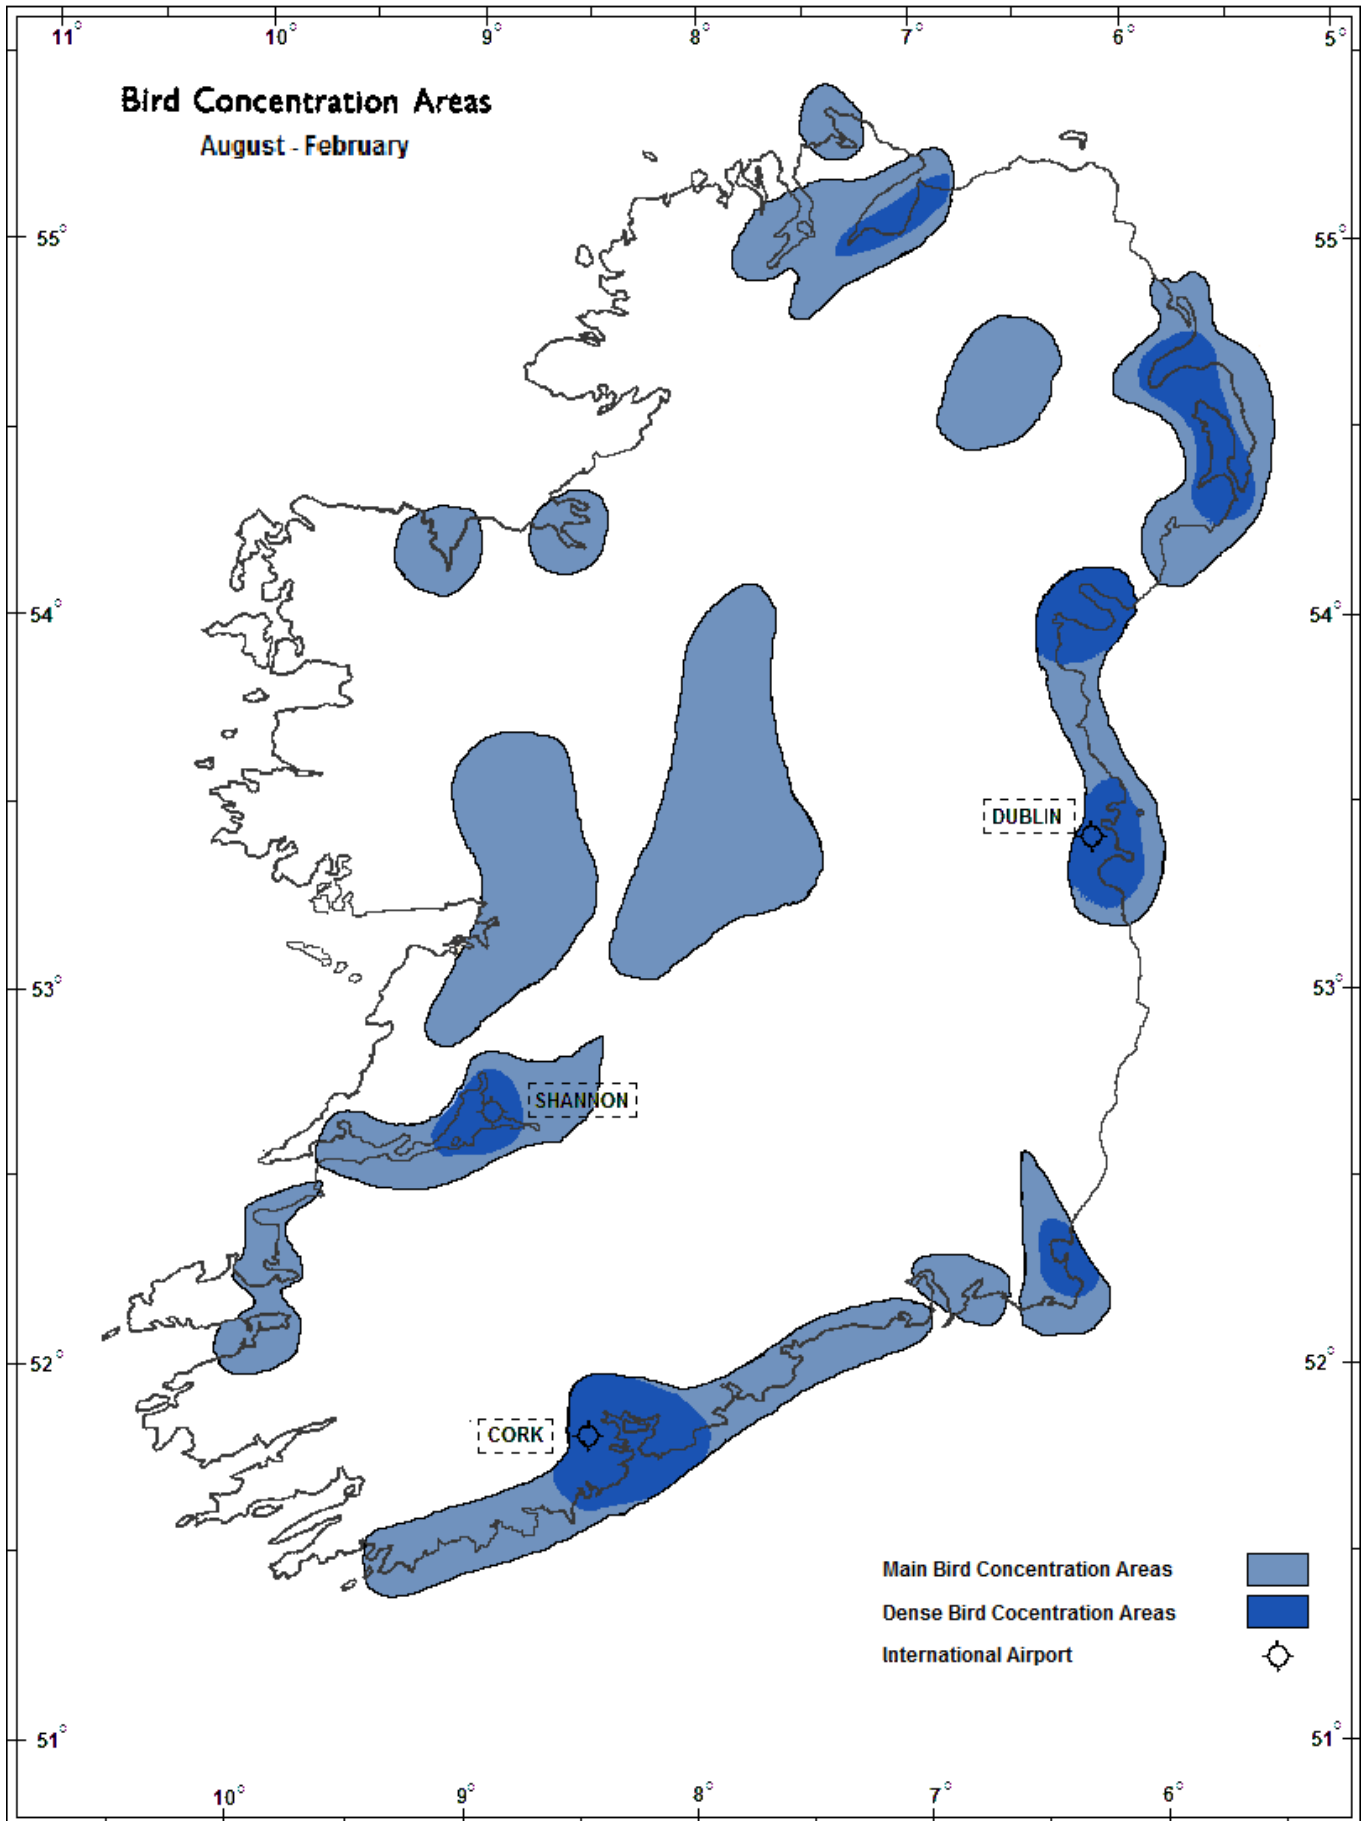 11° 10° 9° 8° 7° 6° 5°
Bird Concentration Areas
August - February
55° 55°
54° 54°
DUBLIN
53° 53°
SHANNON
52° 52°
CORK
Main Bird Concentration Areas
Dense Bird Cocentration Areas
International Airport
51° 51°
10° 9° 8° 7° 6°